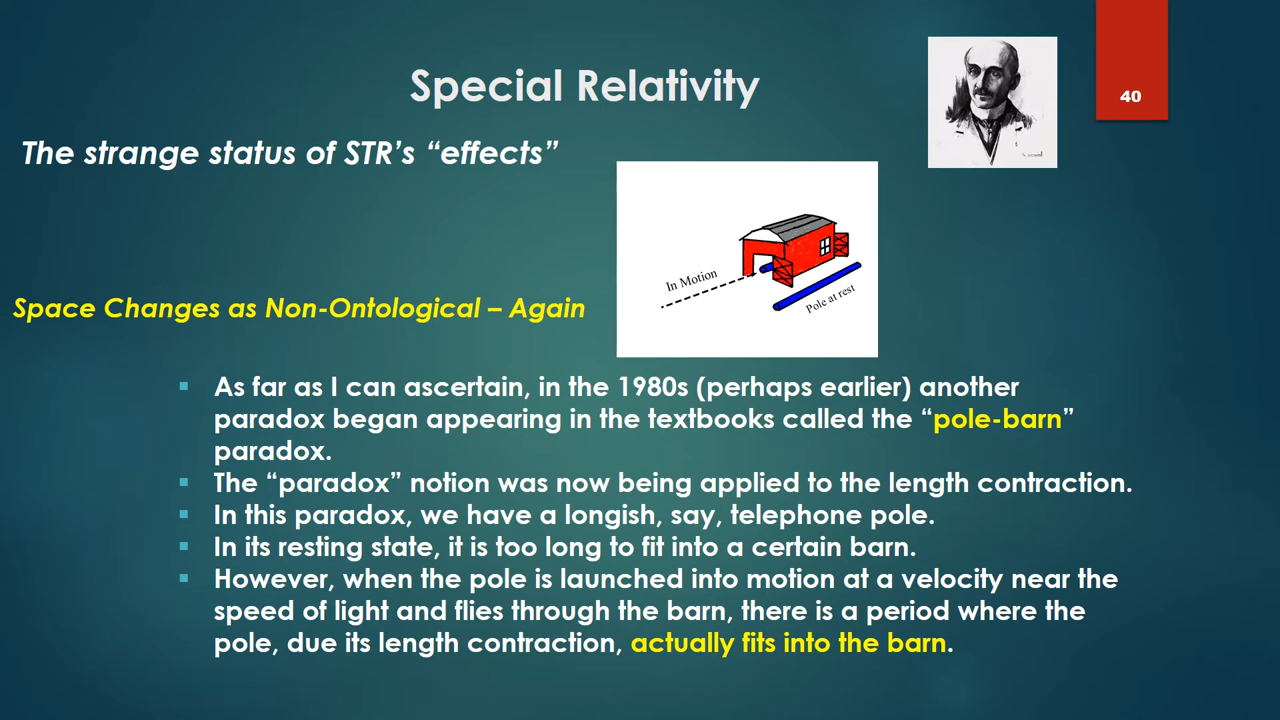 Special Relativity
40
The strange status of STR's “effects”
In Motion
Pole at rest
Space Changes as Non-Ontological – Again
▪ As far as I can ascertain, in the 1980s (perhaps earlier) another
paradox began appearing in the textbooks called the “pole-barn”
paradox.
▪ The “paradox” notion was now being applied to the length contraction.
▪ In this paradox, we have a longish, say, telephone pole.
▪ In its resting state, it is too long to fit into a certain barn.
▪ However, when the pole is launched into motion at a velocity near the
speed of light and flies through the barn, there is a period where the
pole, due its length contraction, actually fits into the barn.